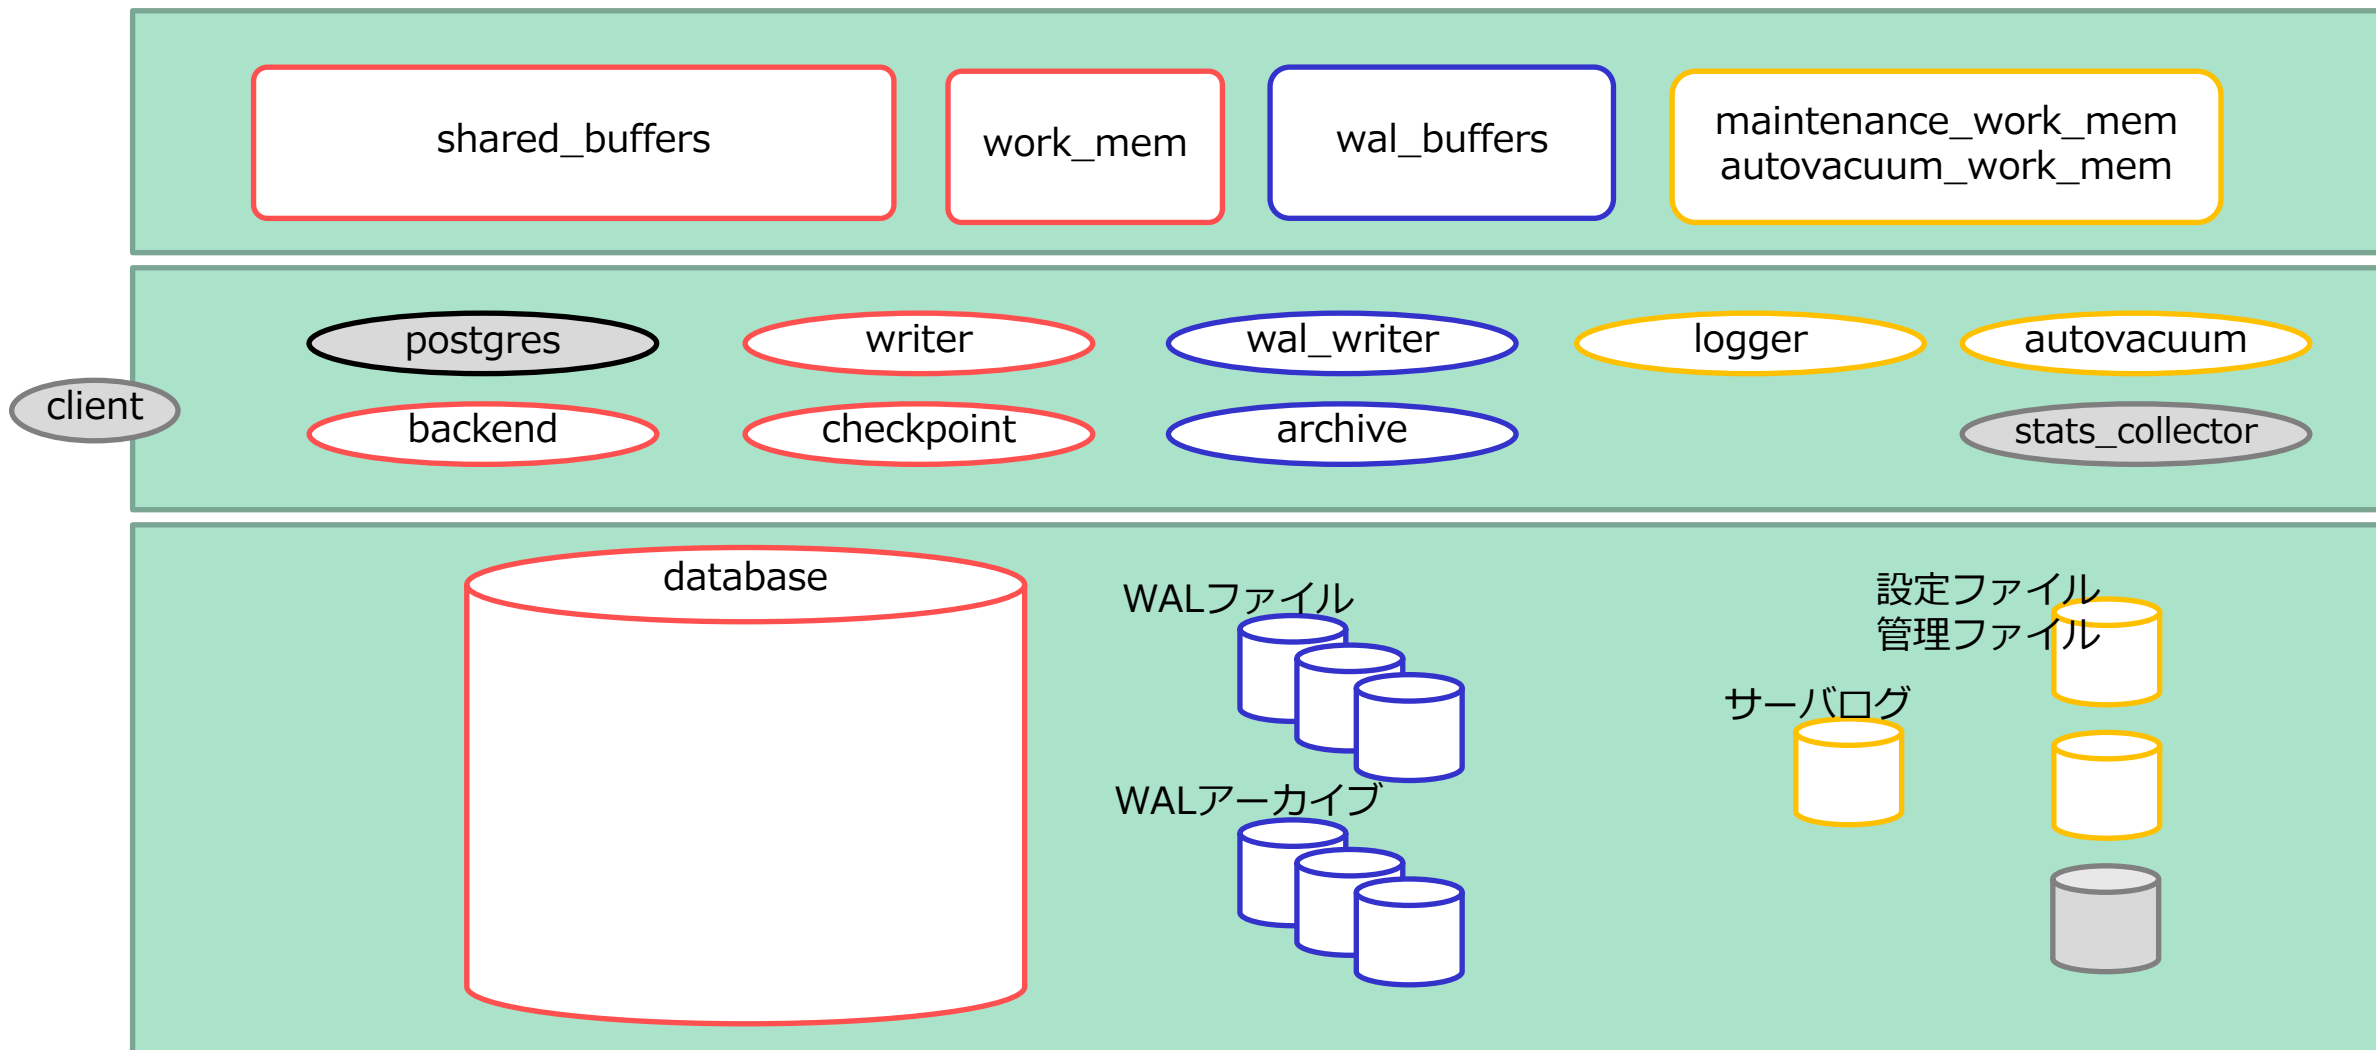 shared_buffers
work_mem
wal_buffers
maintenance_work_mem
autovacuum_work_mem
postgres
writer
wal_writer
logger
autovacuum
client
backend
checkpoint
archive
stats_collector
database
WALファイル
設定ファイル
管理ファイル
サーバログ
WALアーカイブ